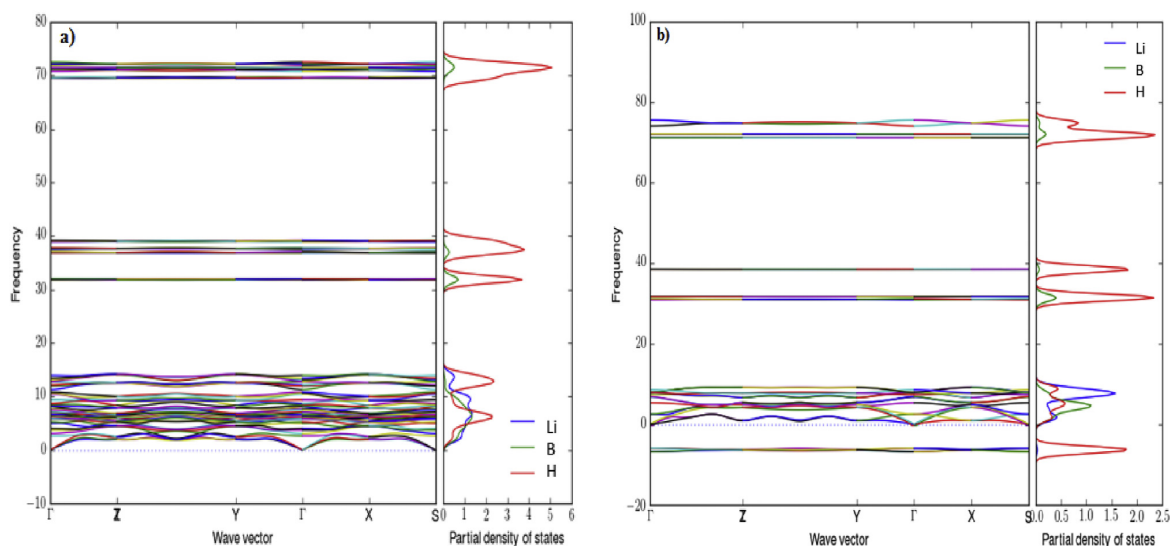 a)
80
70
60
50
40
30
20
10
0
−10
Frequency
Γ Z Y Γ X S
Wave vector
0 1 2 3 4 5 6
Partial density of states
Li
B
H
b)
100
80
60
40
20
0
−20
Frequency
Γ Z Y Γ X S
Wave vector
0.0 0.5 1.0 1.5 2.0 2.5
Partial density of states
Li
B
H